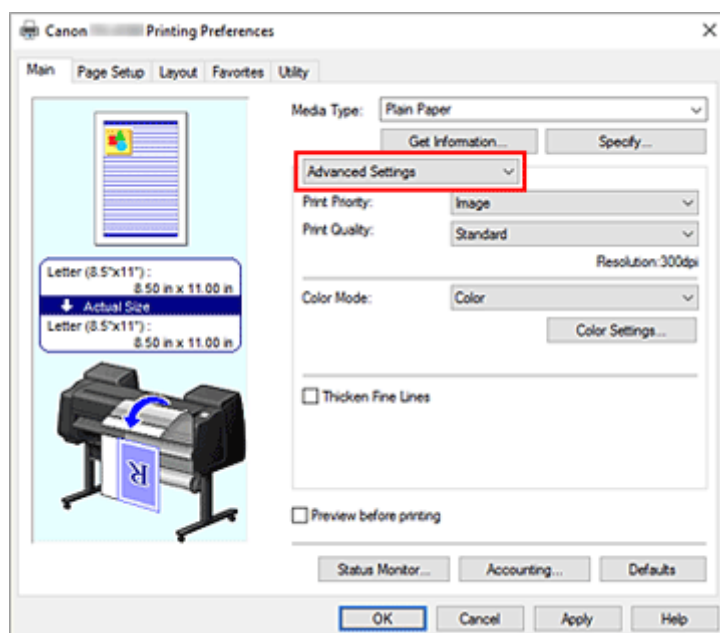 Canon Printing Preferences
Main Page Setup Layout Favorites Utility
Media Type: Plain Paper
Get Information... Specify...
Advanced Settings
Print Priority: Image
Print Quality: Standard
Resolution:300dpi
Letter (8.5"x11") :
8.50 in x 11.00 in
Actual Size
Letter (8.5"x11") :
8.50 in x 11.00 in
Color Mode: Color
Color Settings...
Thicken Fine Lines
R
Preview before printing
Status Monitor... Accounting... Defaults
OK Cancel Apply Help